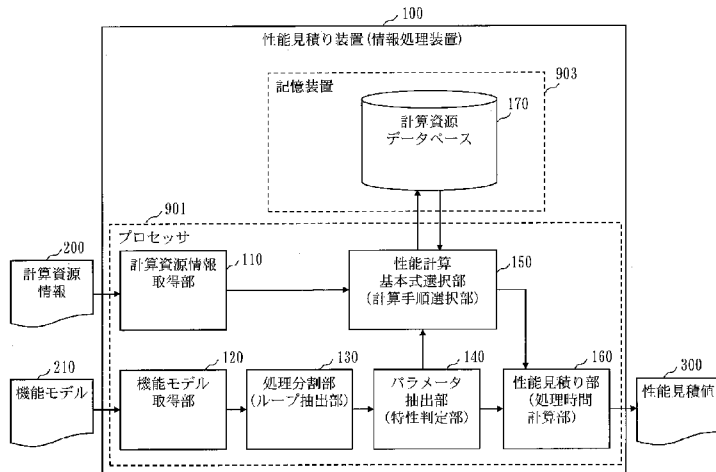 100
性能見積り装置(情報処理装置)
903
記憶装置
170
計算資源
データベース
901
プロセッサ
200
計算資源
情報
110
計算資源情報
取得部
150
性能計算
基本式選択部
(計算手順選択部)
210
機能モデル
120
機能モデル
取得部
130
処理分割部
(ループ抽出部)
140
パラメータ
抽出部
(特性判定部)
160
性能見積り部
(処理時間
計算部)
300
性能見積値